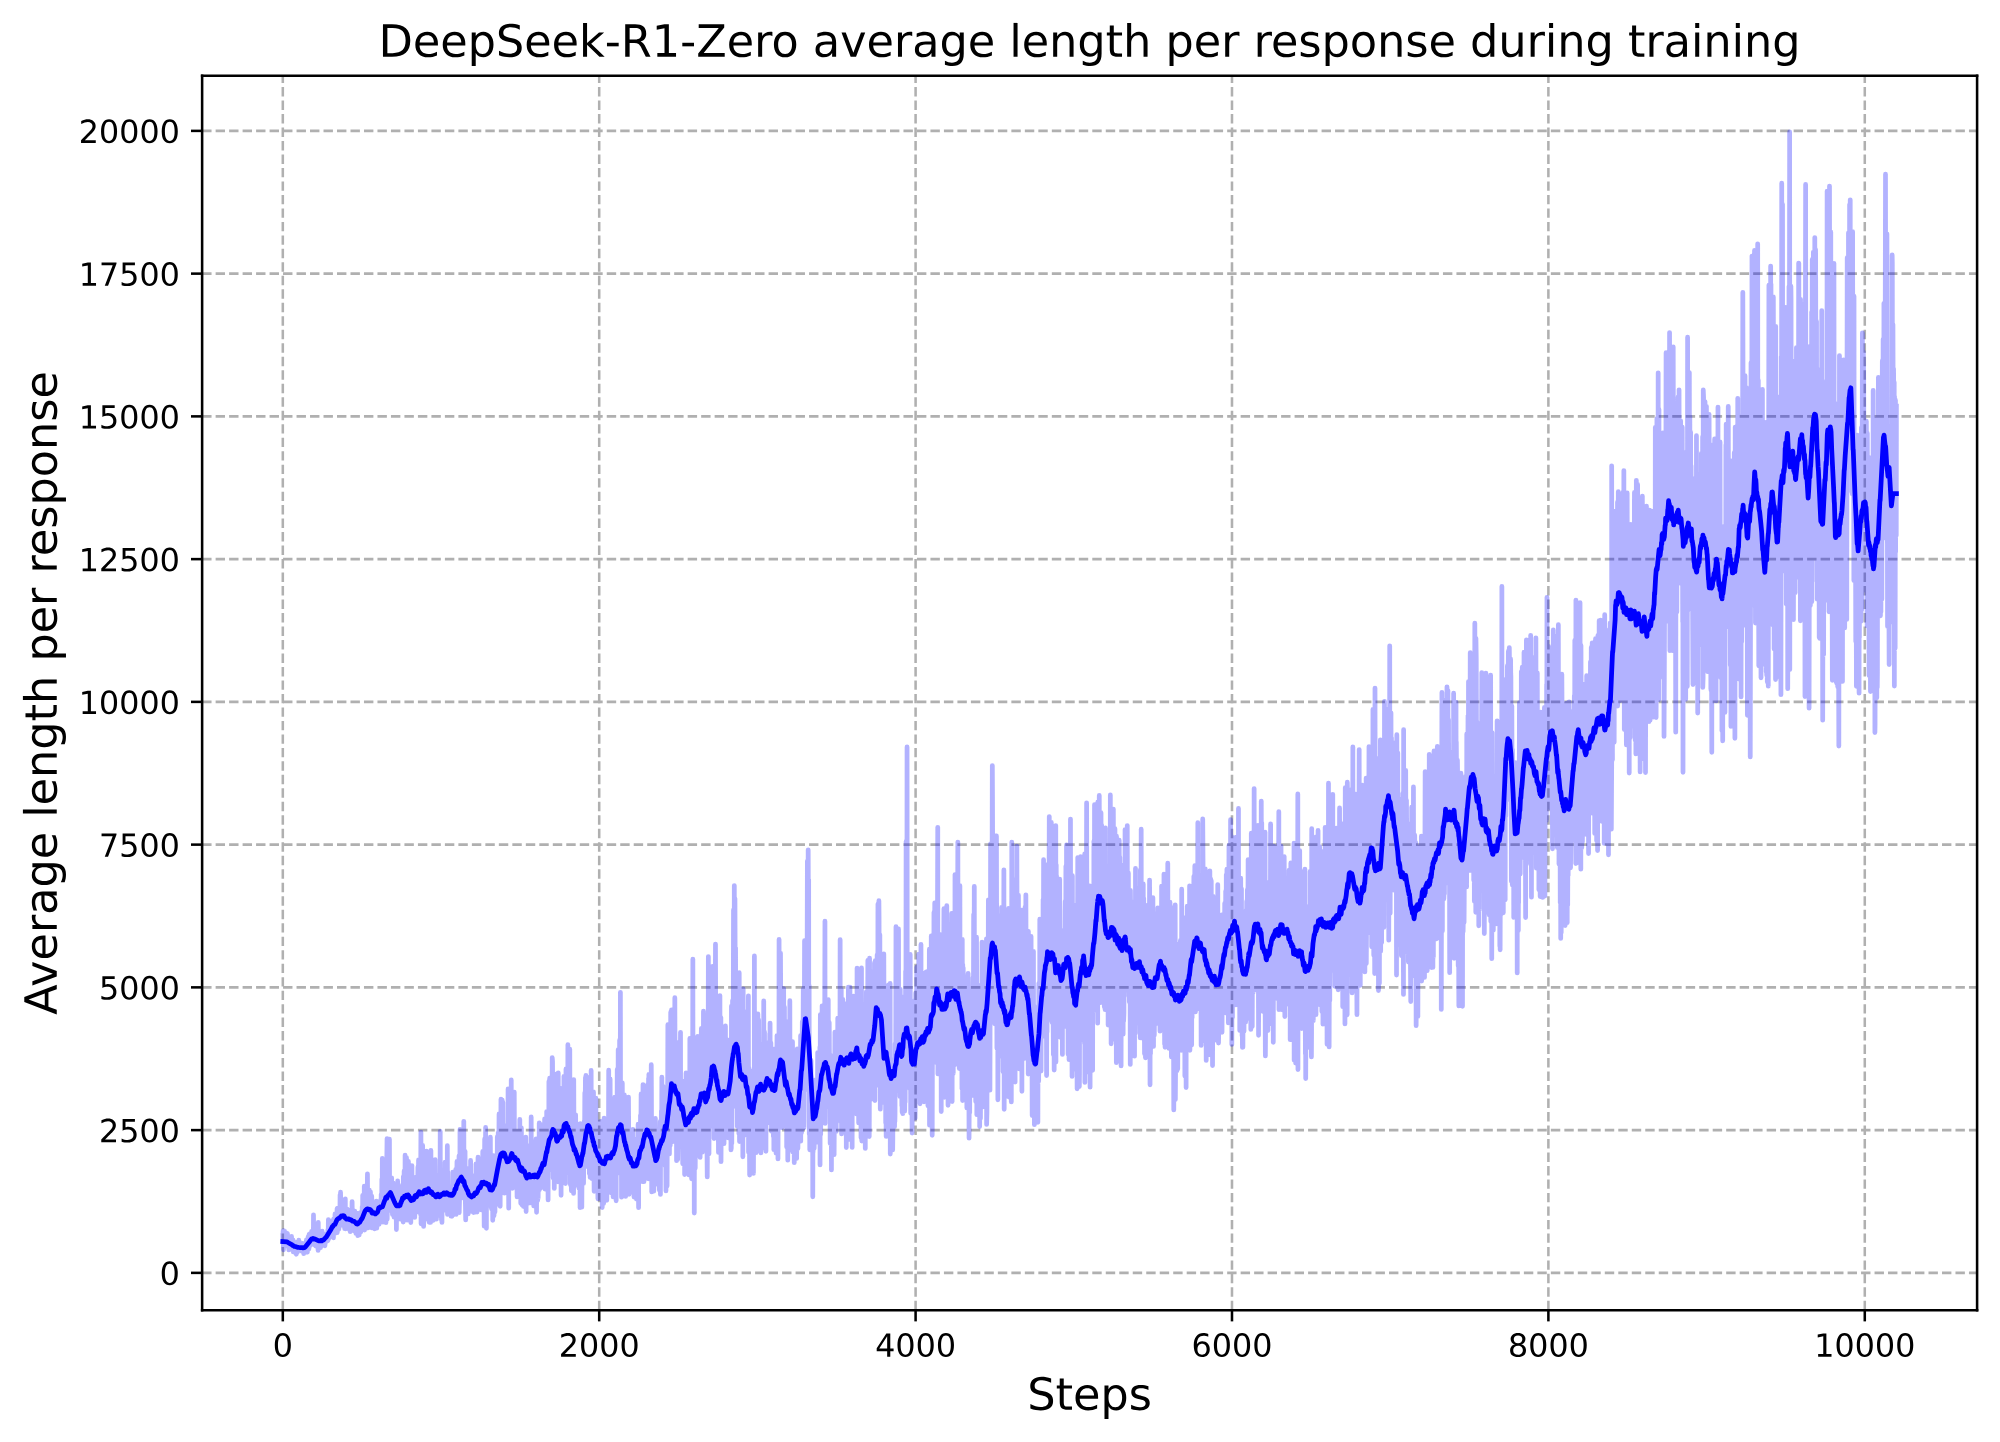 DeepSeek-R1-Zero average length per response during training
Average length per response
20000
17500
15000
12500
10000
7500
5000
2500
0
0 2000 4000 6000 8000 10000
Steps